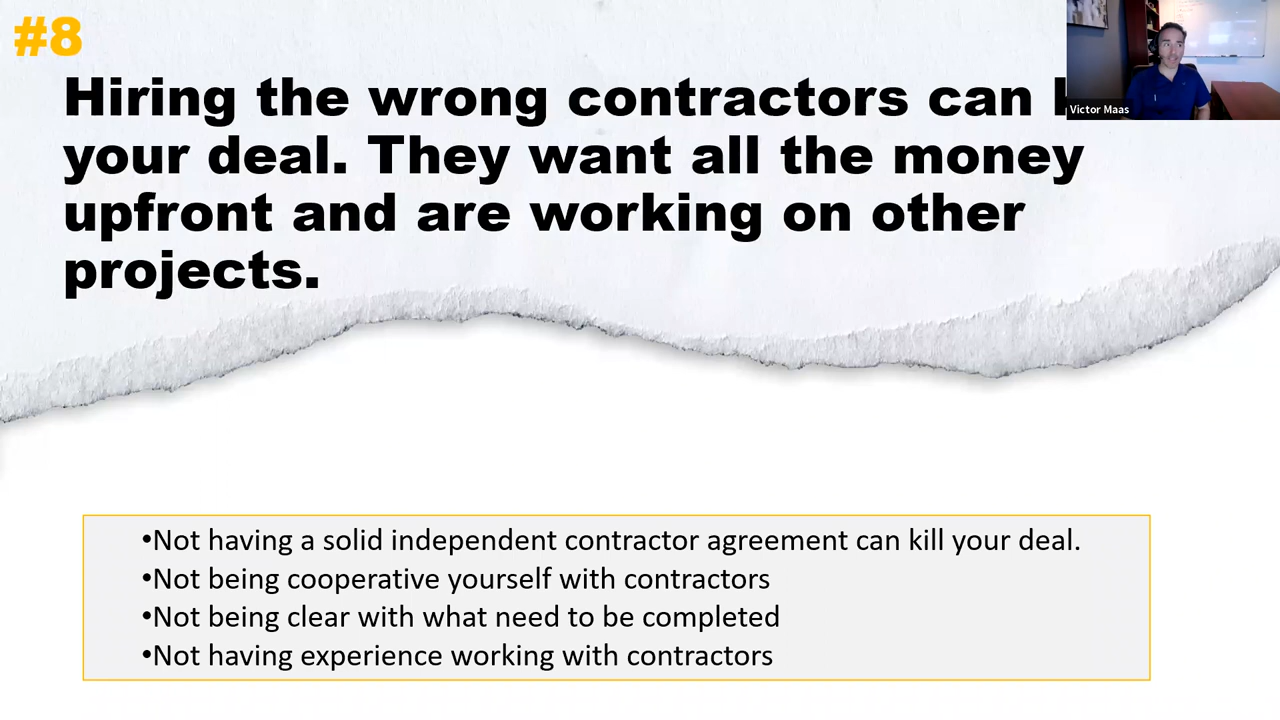 #8
Hiring the wrong contractors can
your deal. They want all the money
upfront and are working on other
projects.
Victor Maas
•Not having a solid independent contractor agreement can kill your deal.
•Not being cooperative yourself with contractors
•Not being clear with what need to be completed
•Not having experience working with contractors